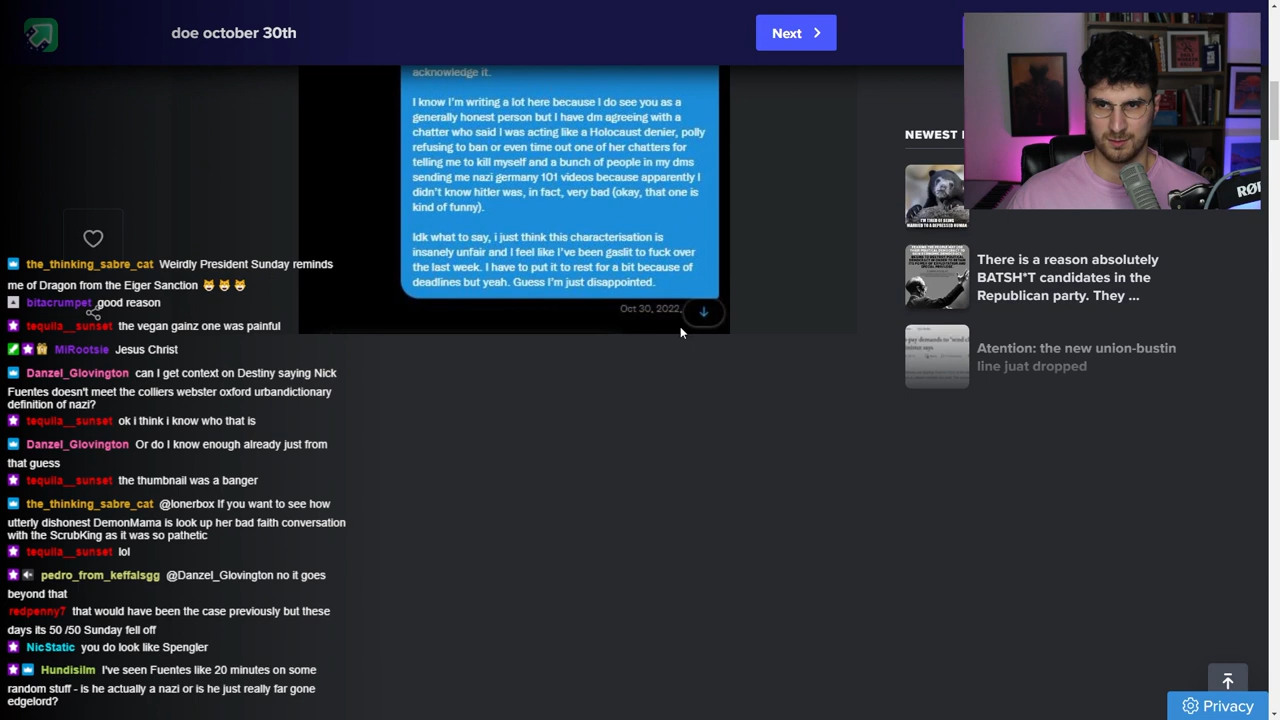 doe october 30th
Next
acknowledge it.
I know I'm writing a lot here because I do see you as a
generally honest person but I have dm agreeing with a
chatter who said I was acting like a Holocaust denier, polly
refusing to ban or even time out one of her chatters for
telling me to kill myself and a bunch of people in my dms
sending me nazi germany 101 videos because apparently I
didn't know hitler was, in fact, very bad (okay, that one is
kind of funny).
Idk what to say, i just think this characterisation is
insanely unfair and I feel like I've been gaslit to fuck over
the last week. I have to put it to rest for a bit because of
deadlines but yeah. Guess I'm just disappointed.
Oct 30, 2022,
the_thinking_sabre_cat Weirdly Prime Sunday reminds
me of Dragon from the Eiger Sanction
bitacrumpet good reason
tequila__sunset the vegan gainz one was painful
MiRootsie Jesus Christ
Danzel_Glovington can I get context on Destiny saying Nick
Fuentes doesn't meet the colliers webster oxford urbandictionary
definition of nazi?
tequila__sunset ok i think i know who that is
Danzel_Glovington Or do I know enough already just from
that guess
tequila__sunset the thumbnail was a banger
the_thinking_sabre_cat @lonerbox If you want to see how
utterly dishonest DemonMama is look up her bad faith conversation
with the ScrubKing as it was so pathetic
tequila__sunset lol
pedro_from_keffalsgg @Danzel_Glovington no it goes
beyond that
redpenny7 that would have been the case previously but these
days its 50 /50 Sunday fell off
NicStatic you do look like Spengler
Hundisilm I've seen Fuentes like 20 minutes on some
random stuff - is he actually a nazi or is he just really far gone
edgelord?
NEWEST
I'M TIRED OF BEING
MARRIED TO A DEPRESSED HUMAN
There is a reason absolutely
BATSH*T candidates in the
Republican party. They ...
Atention: the new union-bustin
line juat dropped
Privacy